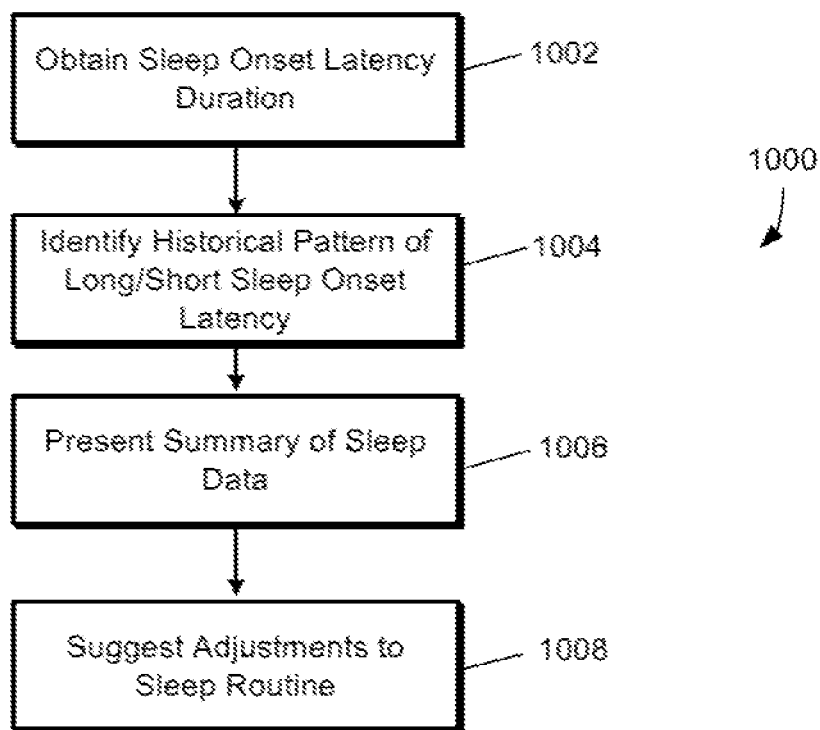 Obtain Sleep Onset Latency
Duration
1002
1000
Identify Historical Pattern of
Long/Short Sleep Onset
Latency
1004
Present Summary of Sleep
Data
1006
Suggest Adjustments to
Sleep Routine
1008